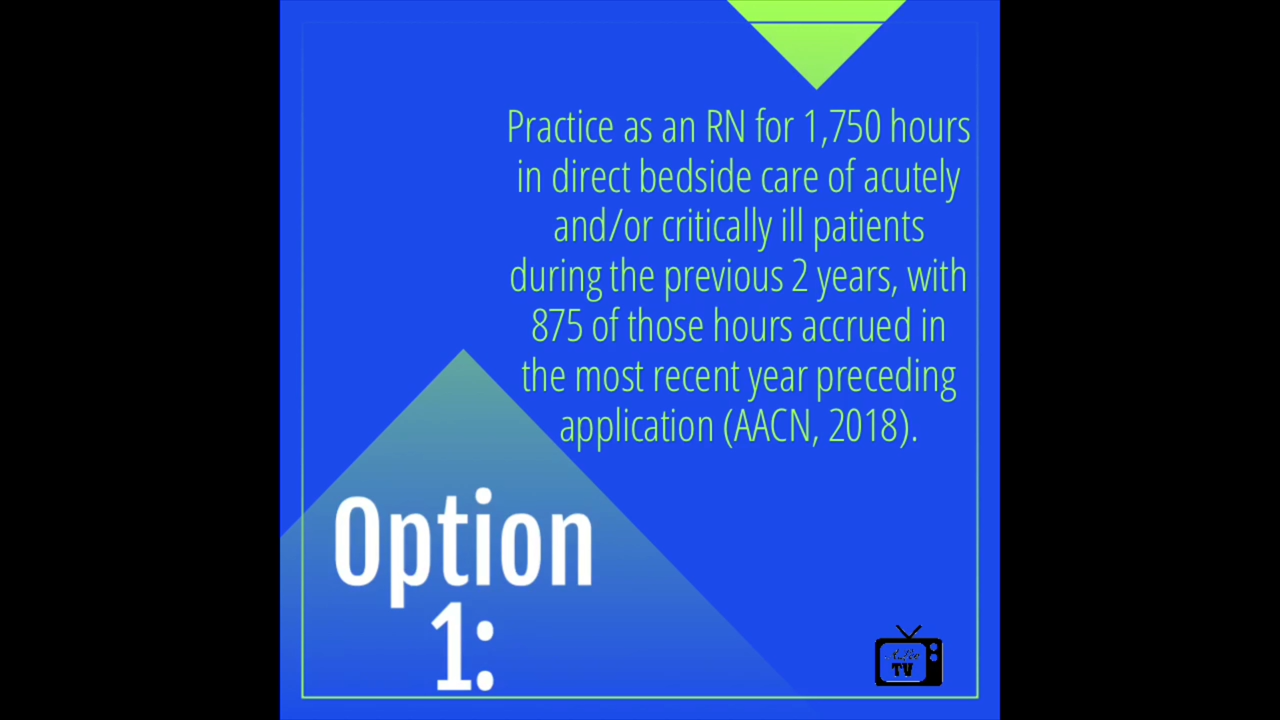 Practice as an RN for 1,750 hours
in direct bedside care of acutely
and/or critically ill patients
during the previous 2 years, with
875 of those hours accrued in
the most recent year preceding
application (AACN, 2018).
Option
1:
TV